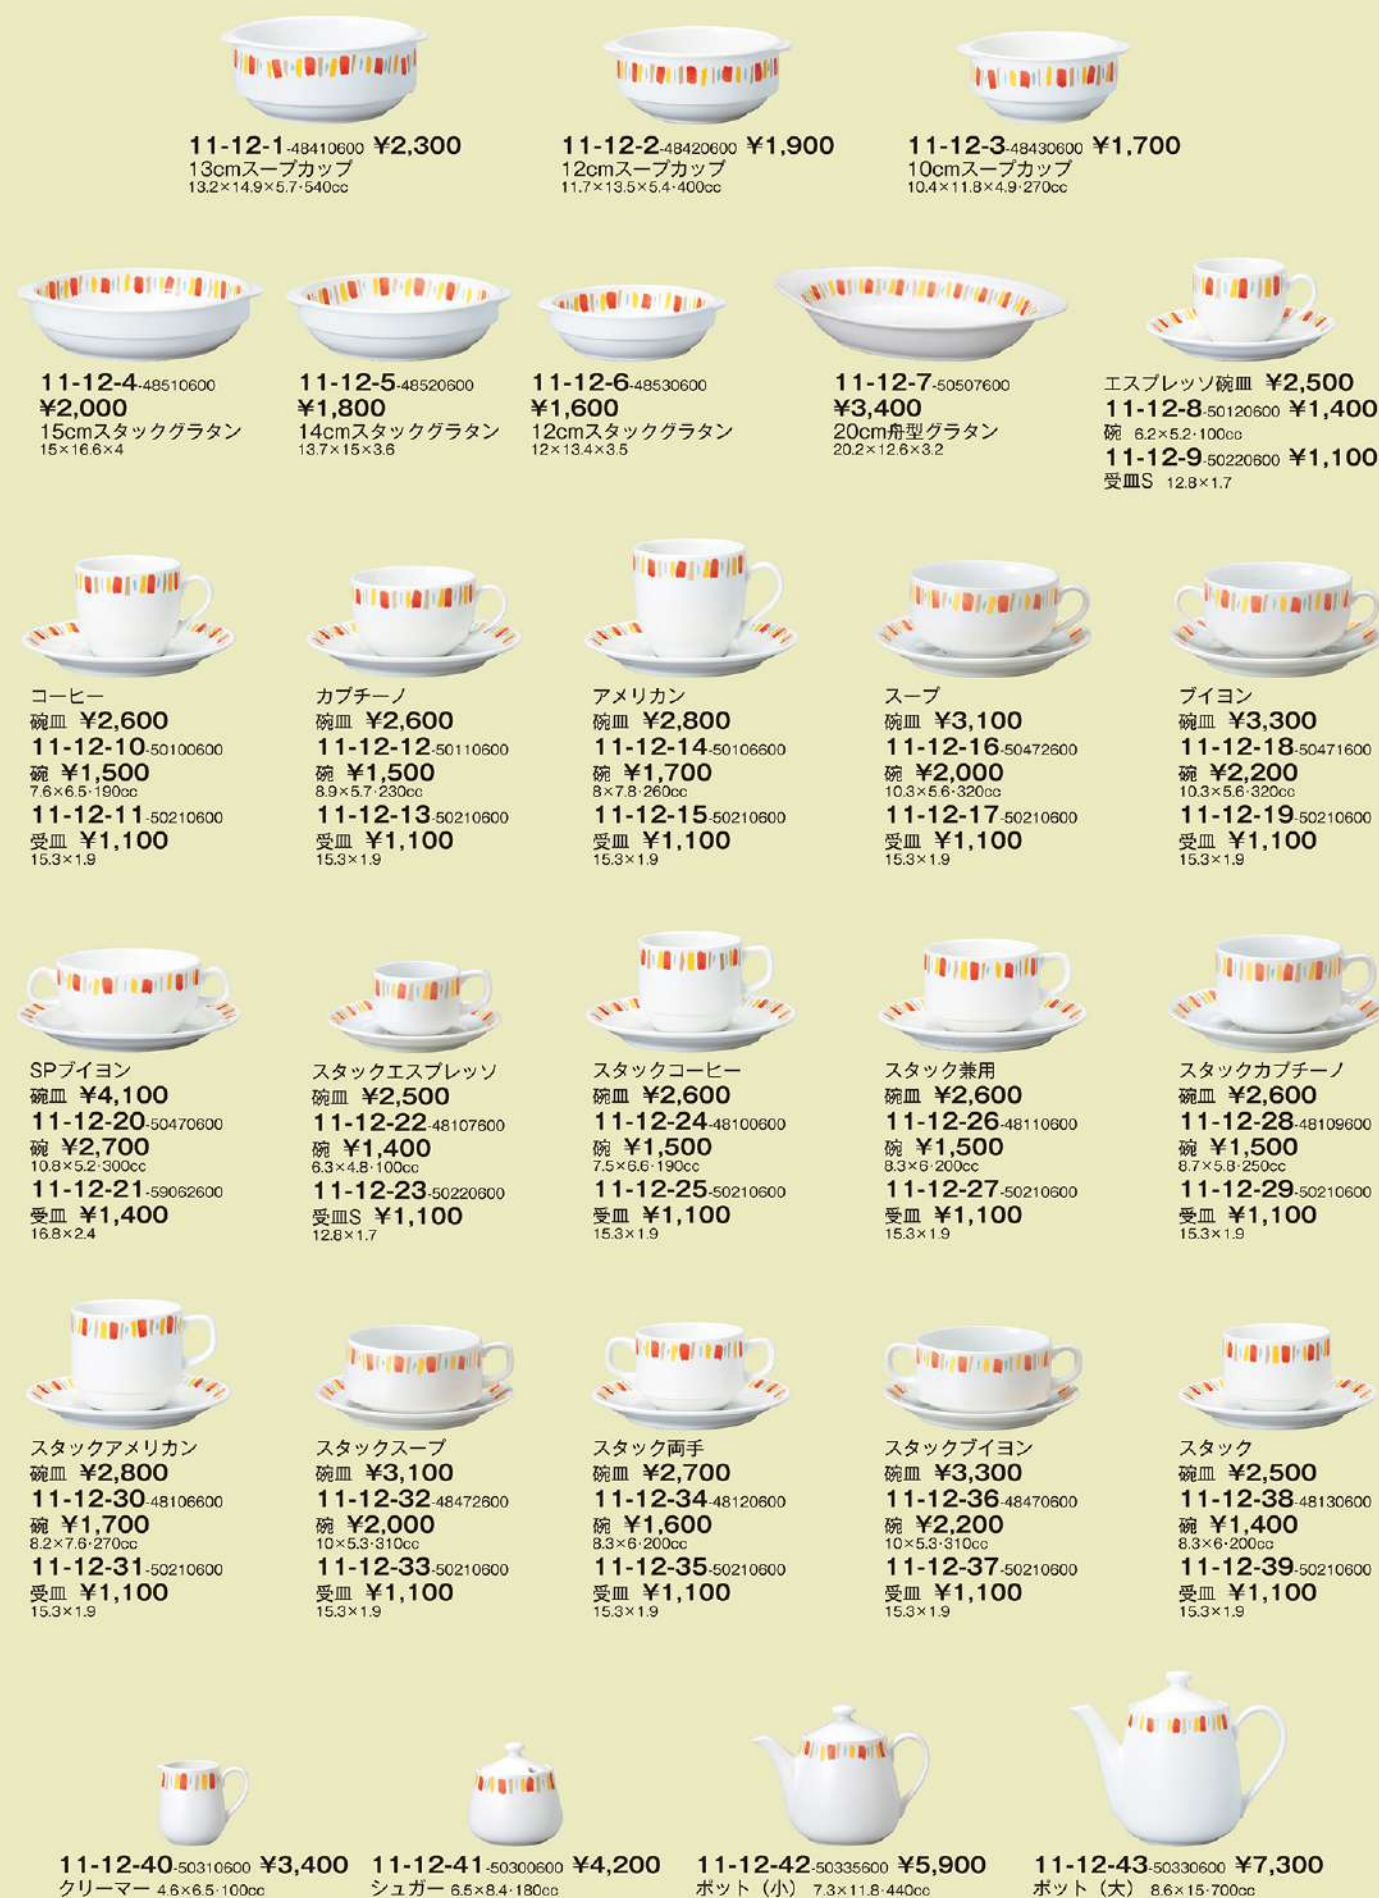 11-12-1-48410600 ¥2,300
13cmスープカップ
13.2×14.9×5.7·540cc
11-12-2-48420600 ¥1,900
12cmスープカップ
11.7×13.5×5.4·400cc
11-12-3-48430600 ¥1,700
10cmスープカップ
10.4×11.8×4.9·270cc
11-12-4-48510600
¥2,000
15cmスタックグラタン
15×16.6×4
11-12-5-48520600
¥1,800
14cmスタックグラタン
13.7×15×3.6
11-12-6-48530600
¥1,600
12cmスタックグラタン
12×13.4×3.5
11-12-7-50507600
¥3,400
20cm舟型グラタン
20.2×12.6×3.2
エスプレッソ碗皿 ¥2,500
11-12-8-50120600 ¥1,400
碗 6.2×5.2·100cc
11-12-9-50220600 ¥1,100
受皿S 12.8×1.7
コーヒー
碗皿 ¥2,600
11-12-10-50100600
碗 ¥1,500
7.6×6.5·190cc
11-12-11-50210600
受皿 ¥1,100
15.3×1.9
カプチーノ
碗皿 ¥2,600
11-12-12-50110600
碗 ¥1,500
8.9×5.7·230cc
11-12-13-50210600
受皿 ¥1,100
15.3×1.9
アメリカン
碗皿 ¥2,800
11-12-14-50106600
碗 ¥1,700
8×7.8·260cc
11-12-15-50210600
受皿 ¥1,100
15.3×1.9
スープ
碗皿 ¥3,100
11-12-16-50472600
碗 ¥2,000
10.3×5.6·320cc
11-12-17-50210600
受皿 ¥1,100
15.3×1.9
ブイヨン
碗皿 ¥3,300
11-12-18-50471600
碗 ¥2,200
10.3×5.6·320cc
11-12-19-50210600
受皿 ¥1,100
15.3×1.9
SPブイヨン
碗皿 ¥4,100
11-12-20-50470600
碗 ¥2,700
10.8×5.2·300cc
11-12-21-59062600
受皿 ¥1,400
16.8×2.4
スタックエスプレッソ
碗皿 ¥2,500
11-12-22-48107600
碗 ¥1,400
6.3×4.8·100cc
11-12-23-50220600
受皿S ¥1,100
12.8×1.7
スタックコーヒー
碗皿 ¥2,600
11-12-24-48100600
碗 ¥1,500
7.5×6.6·190cc
11-12-25-50210600
受皿 ¥1,100
15.3×1.9
スタック兼用
碗皿 ¥2,600
11-12-26-48110600
碗 ¥1,500
8.3×6·200cc
11-12-27-50210600
受皿 ¥1,100
15.3×1.9
スタックカプチーノ
碗皿 ¥2,600
11-12-28-48109600
碗 ¥1,500
8.7×5.8·250cc
11-12-29-50210600
受皿 ¥1,100
15.3×1.9
スタックアメリカン
碗皿 ¥2,800
11-12-30-48106600
碗 ¥1,700
8.2×7.6·270cc
11-12-31-50210600
受皿 ¥1,100
15.3×1.9
スタックスープ
碗皿 ¥3,100
11-12-32-48472600
碗 ¥2,000
10×5.3·310cc
11-12-33-50210600
受皿 ¥1,100
15.3×1.9
スタック両手
碗皿 ¥2,700
11-12-34-48120600
碗 ¥1,600
8.3×6·200cc
11-12-35-50210600
受皿 ¥1,100
15.3×1.9
スタックブイヨン
碗皿 ¥3,300
11-12-36-48470600
碗 ¥2,200
10×5.3·310cc
11-12-37-50210600
受皿 ¥1,100
15.3×1.9
スタック
碗皿 ¥2,500
11-12-38-48130600
碗 ¥1,400
8.3×6·200cc
11-12-39-50210600
受皿 ¥1,100
15.3×1.9
11-12-40-50310600 ¥3,400
クリーマー 4.6×6.5·100cc
11-12-41-50300600 ¥4,200
シュガー 6.5×8.4·180cc
11-12-42-50335600 ¥5,900
ポット（小） 7.3×11.8·440cc
11-12-43-50330600 ¥7,300
ポット（大） 8.6×15·700cc